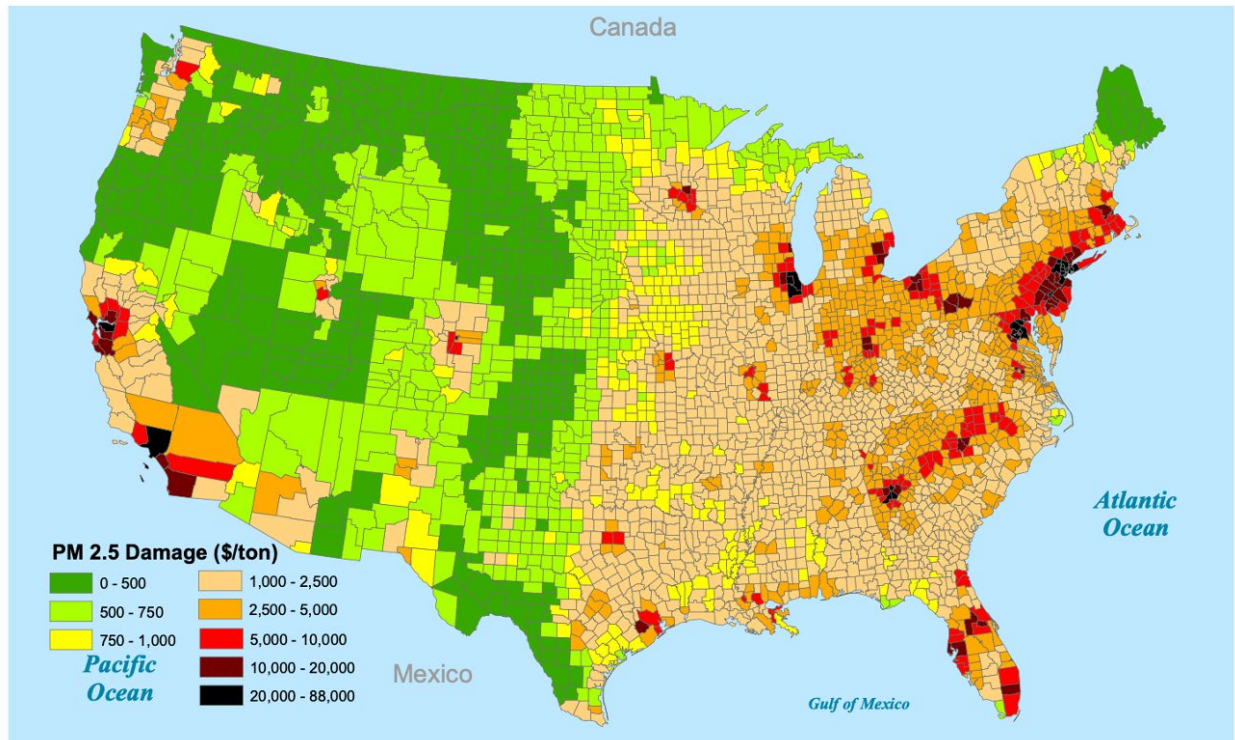 Canada
Atlantic
Ocean
PM 2.5 Damage ($/ton)
0 - 500
500 - 750
750 - 1,000
1,000 - 2,500
2,500 - 5,000
5,000 - 10,000
10,000 - 20,000
20,000 - 88,000
Pacific
Ocean
Mexico
Gulf of Mexico